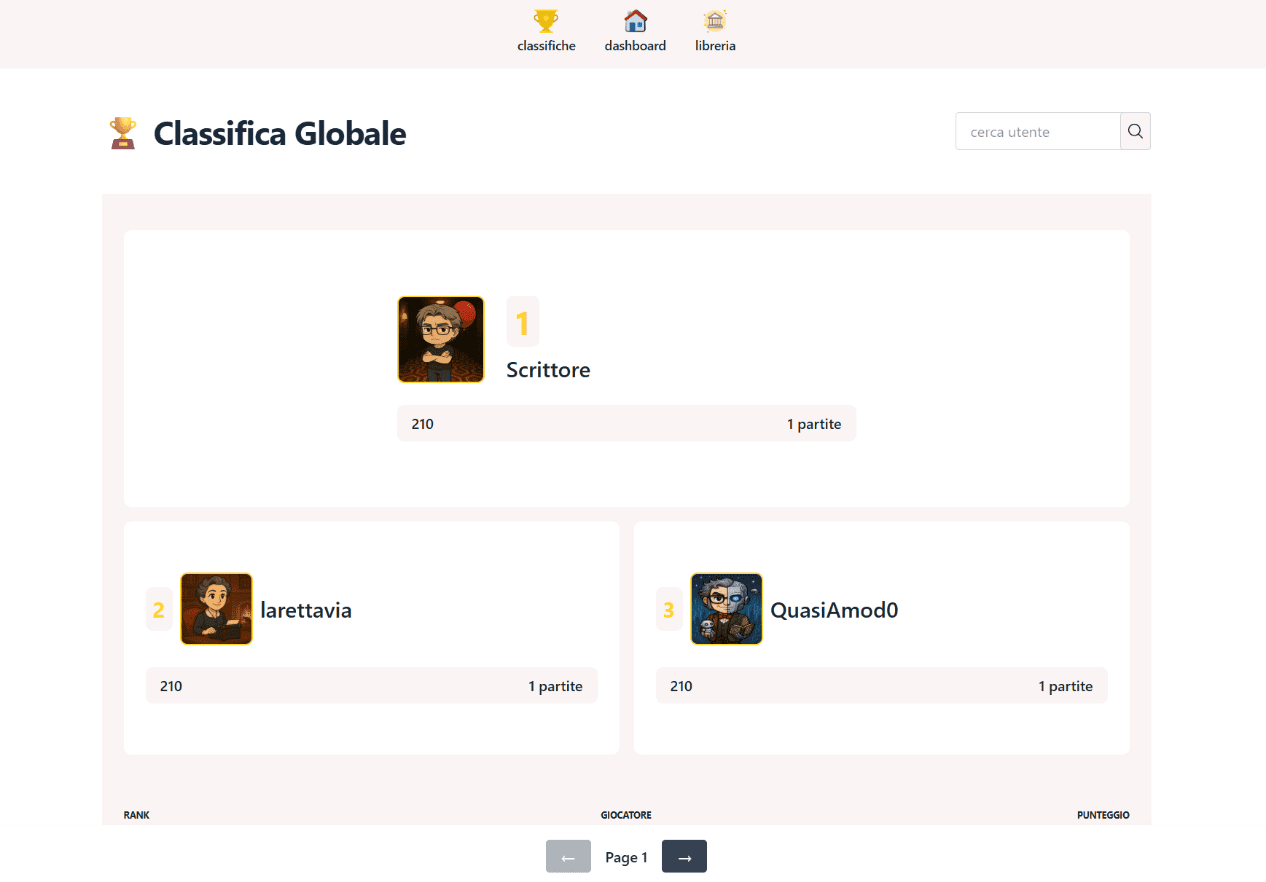 classifiche dashboard libreria
Classifica Globale
cerca utente
1
Scrittore
210 1 partite
2 larettavia
210 1 partite
3 QuasiAmod0
210 1 partite
RANK GIOCATORE PUNTEGGIO
← Page 1 →